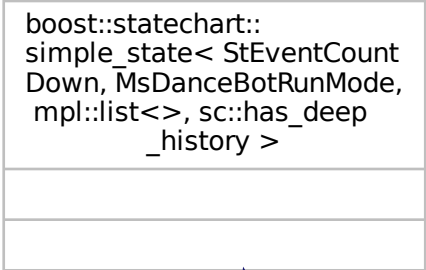 boost::statechart::
simple_state< StEventCount
Down, MsDanceBotRunMode,
mpl::list<>, sc::has_deep
_history >